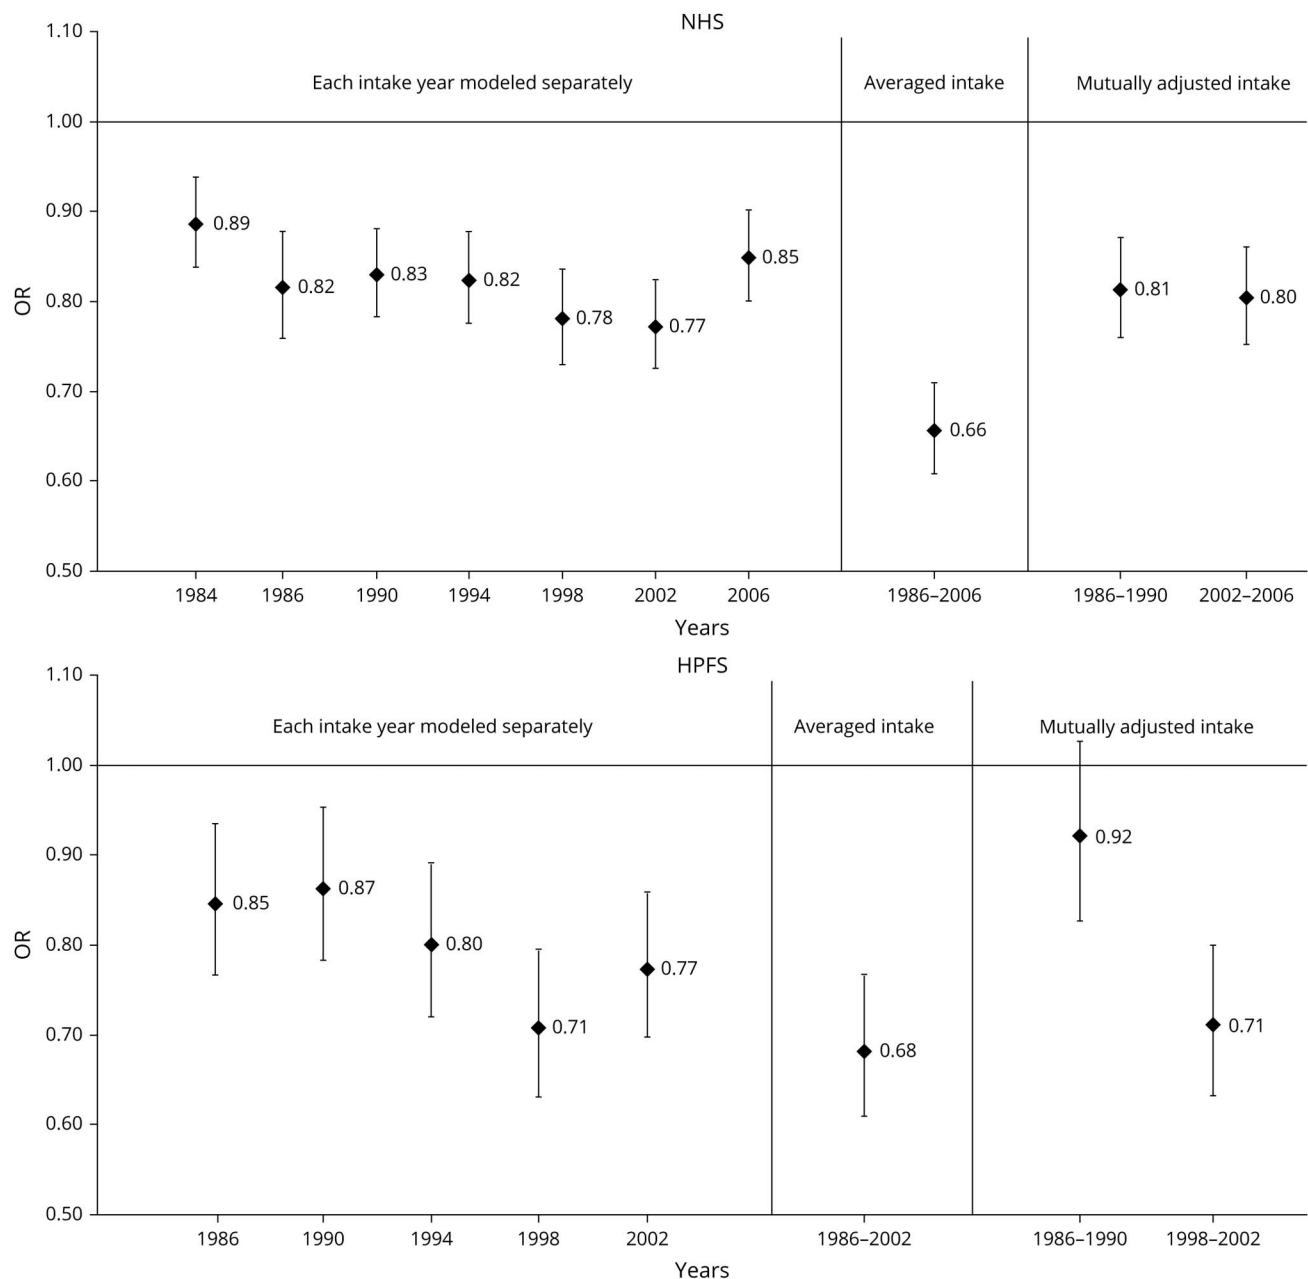 NHS
1.10
Each intake year modeled separately
Averaged intake
Mutually adjusted intake
1.00
0.90
0.89
0.85
0.83
0.82
0.82
0.81
0.80
OR
0.80
0.78
0.77
0.70
0.66
0.60
0.50
1984 1986 1990 1994 1998 2002 2006 1986–2006 1986–1990 2002–2006
Years
HPFS
1.10
Each intake year modeled separately
Averaged intake
Mutually adjusted intake
1.00
0.92
0.90
0.85
0.87
OR
0.80
0.80
0.77
0.71
0.71
0.70
0.68
0.60
0.50
1986 1990 1994 1998 2002 1986–2002 1986–1990 1998–2002
Years